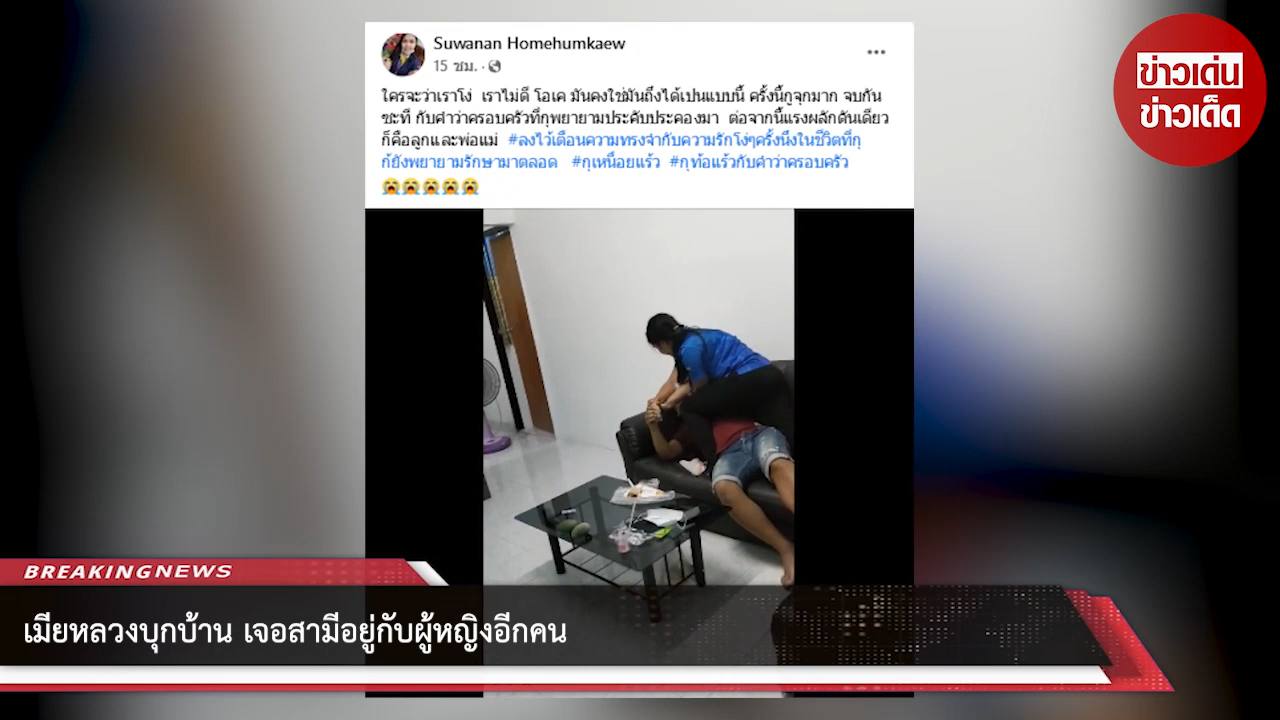 Suwanan Homehumkaew
15 ชม. ·
ใครจะว่าเราโง่ เราไม่ดี โอเค มันคงใช่มันถึงได้เปนแบบนี้ ครั้งนี้กูจุกมาก จบกัน
ซะที กับคำว่าครอบครัวที่กุพยายามประคับประคองมา ต่อจากนี้แรงผลักดันเดียว
ก็คือลูกและพ่อแม่ #ลงไว้เตือนความทรงจำกับความรักโง่ๆครั้งนึงในชีวิตที่กุ
ก้ยังพยายามรักษามาตลอด #กุเหนื่อยแร้ว #กุท้อแร้วกับคำว่าครอบครัว
😭😭😭😭😭
ข่าวเด่น
ข่าวเด็ด
BREAKINGNEWS
เมียหลวงบุกบ้าน เจอสามีอยู่กับผู้หญิงอีกคน